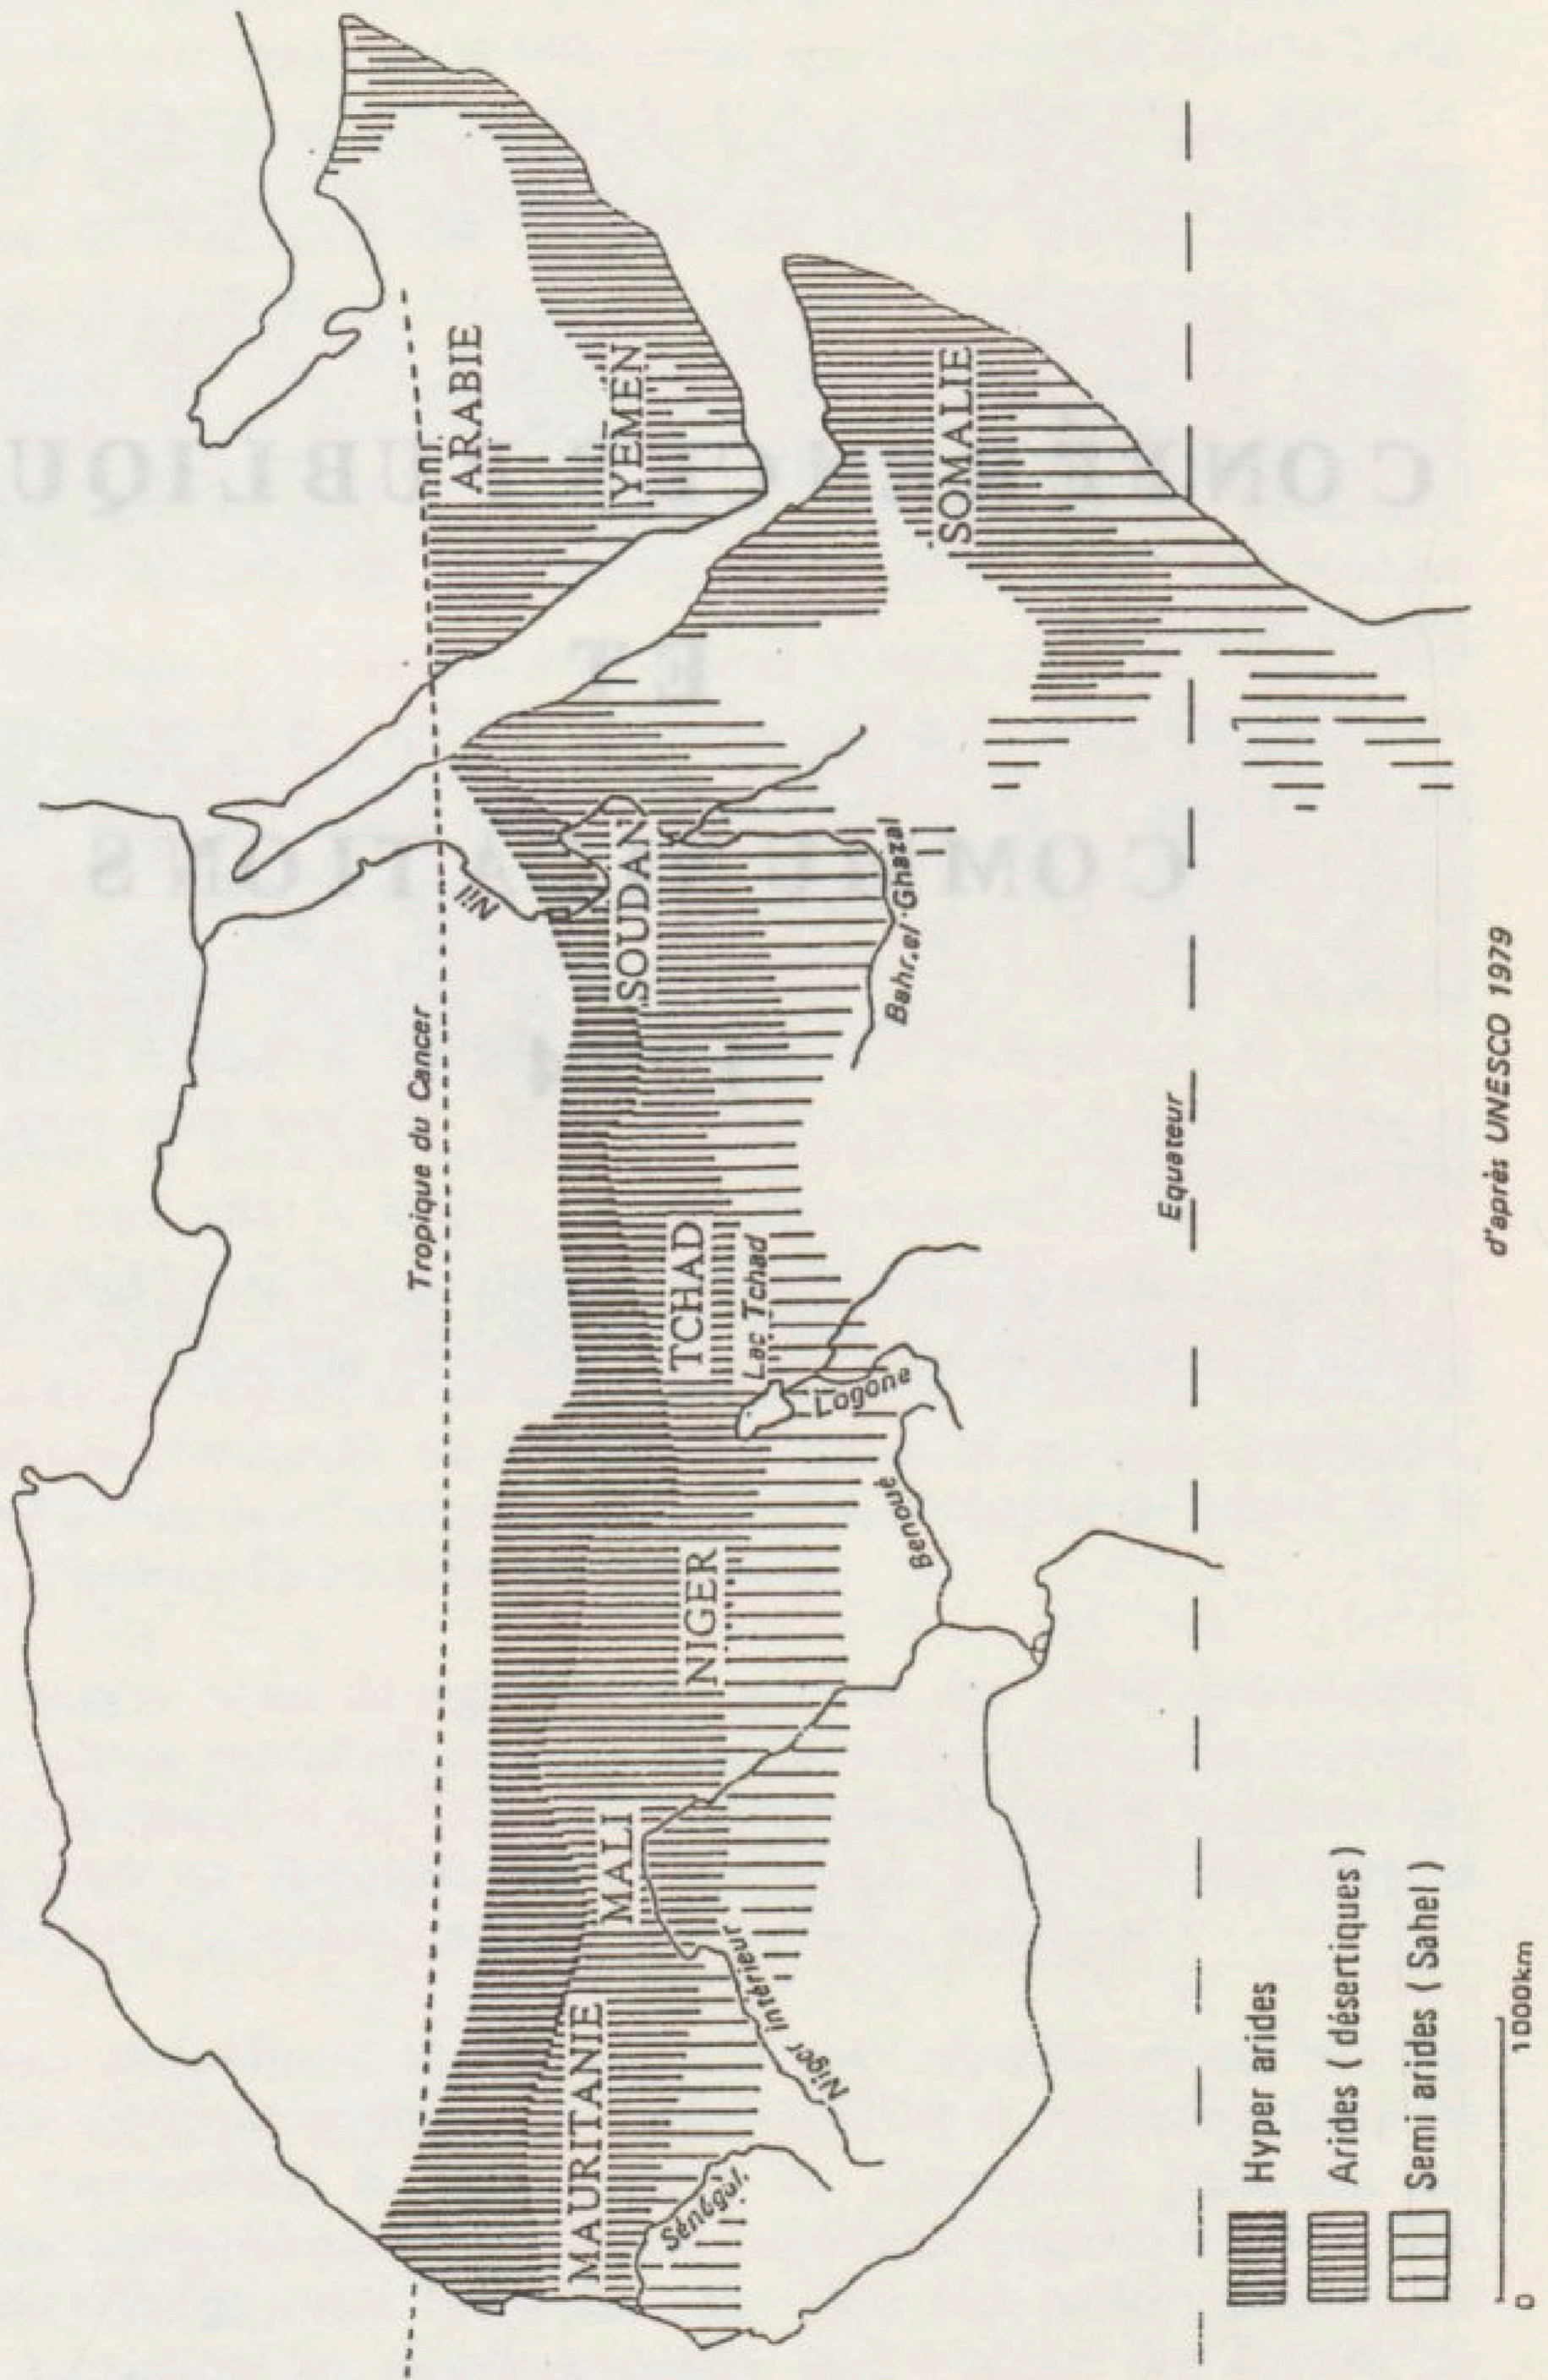 Tropique du Cancer
ARABIE
YEMEN
Nil
SOUDAN
SOMALIE
MAURITANIE
MALI
NIGER
TCHAD
Lac Tchad
Bahr.el Ghazal
Sénégal
Niger intérieur
Benoué
Logone
Equateur
Hyper arides
Arides ( désertiques )
Semi arides ( Sahel )
0 1000km
d'après UNESCO 1979